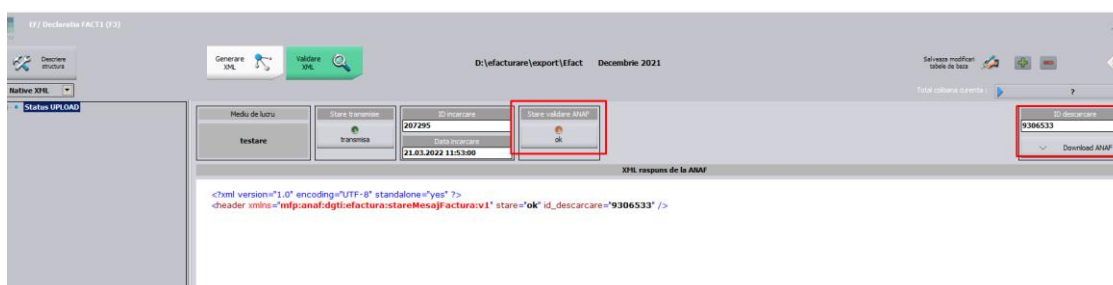 EF/ Declaratie FACT1 (F3)
Descriere structura
Generare XML
Validare XML
D:\efacturare\export\Efact Decembrie 2021
Salveaza modificari tabele de baza
Native XML
Total coloana curenta : ?
Status UPLOAD
Mediu de lucru
testare
Stare transmise
transmisa
ID incarcare
207295
Data incarcare
21.03.2022 11:53:00
Stare validare ANAF
ok
ID descarcare
9306533
Download ANAF
XML raspuns de la ANAF
<?xml version="1.0" encoding="UTF-8" standalone="yes" ?>
<header xmlns="mfp:anaf:dgti:efactura:stareMesajFactura:v1" stare="ok" id_descarcare="9306533" />